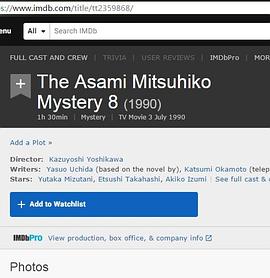 s://www.imdb.com/title/tt2359868/
enu All Search IMDb
FULL CAST AND CREW | TRIVIA | USER REVIEWS | IMDbPro | MOR
The Asami Mitsuhiko
Mystery 8 (1990)
1h 30min | Mystery | TV Movie 3 July 1990
Add a Plot »
Director: Kazuyoshi Yoshikawa
Writers: Yasuo Uchida (based on the novel by), Katsumi Okamoto (telep
Stars: Yutaka Mizutani, Etsushi Takahashi, Akiko Izumi | See full cast &
+ Add to Watchlist
IMDbPro View production, box office, & company info
Photos